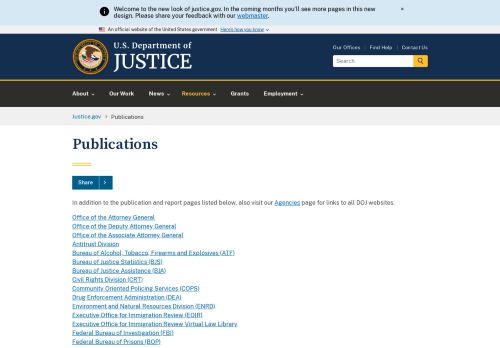 Welcome to the new look of justice.gov. In the coming months you'll see more pages in this new
design. Please share your feedback with our webmaster.
An official website of the United States government Here's how you know
U.S. Department of
JUSTICE
Our Offices | Find Help | Contact Us
Search
About Our Work News Resources Grants Employment
Justice.gov > Publications
Publications
Share >
In addition to the publication and report pages listed below, also visit our Agencies page for links to all DOJ websites.
Office of the Attorney General
Office of the Deputy Attorney General
Office of the Associate Attorney General
Antitrust Division
Bureau of Alcohol, Tobacco, Firearms and Explosives (ATF)
Bureau of Justice Statistics (BJS)
Bureau of Justice Assistance (BJA)
Civil Rights Division (CRT)
Community Oriented Policing Services (COPS)
Drug Enforcement Administration (DEA)
Environment and Natural Resources Division (ENRD)
Executive Office for Immigration Review (EOIR)
Executive Office for Immigration Review Virtual Law Library
Federal Bureau of Investigation (FBI)
Federal Bureau of Prisons (BOP)